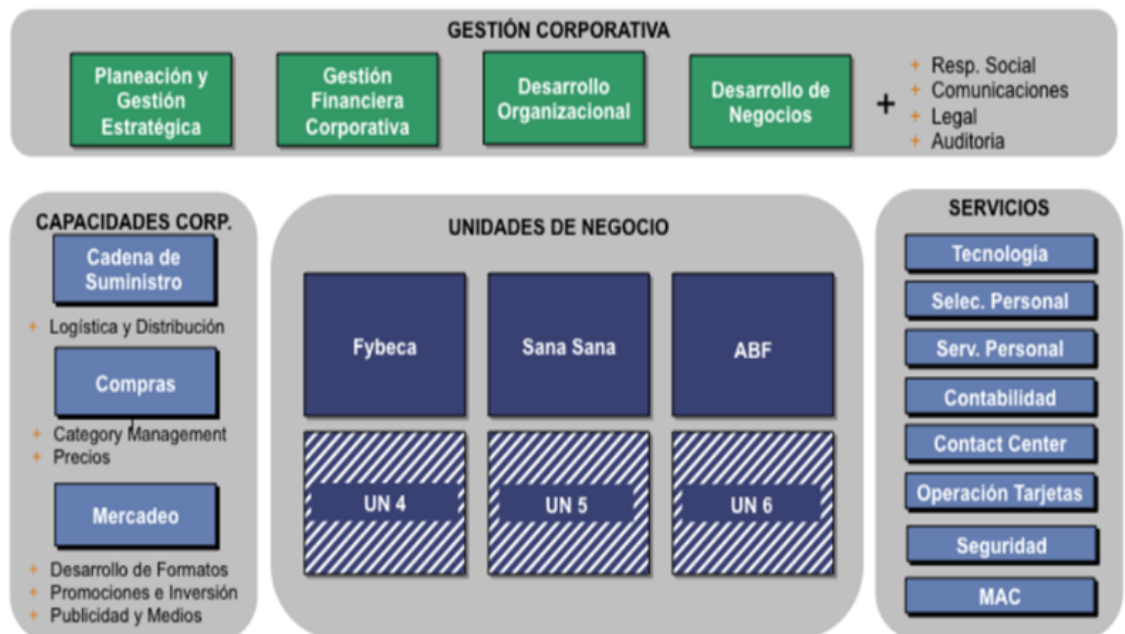 GESTIÓN CORPORATIVA
Planeación y
Gestión
Estratégica
Gestión
Financiera
Corporativa
Desarrollo
Organizacional
Desarrollo de
Negocios
+
+ Resp. Social
+ Comunicaciones
+ Legal
+ Auditoria
CAPACIDADES CORP.
Cadena de
Suministro
+ Logística y Distribución
Compras
+ Category Management
+ Precios
Mercadeo
+ Desarrollo de Formatos
+ Promociones e Inversión
+ Publicidad y Medios
UNIDADES DE NEGOCIO
Fybeca
Sana Sana
ABF
UN 4
UN 5
UN 6
SERVICIOS
Tecnología
Selec. Personal
Serv. Personal
Contabilidad
Contact Center
Operación Tarjetas
Seguridad
MAC